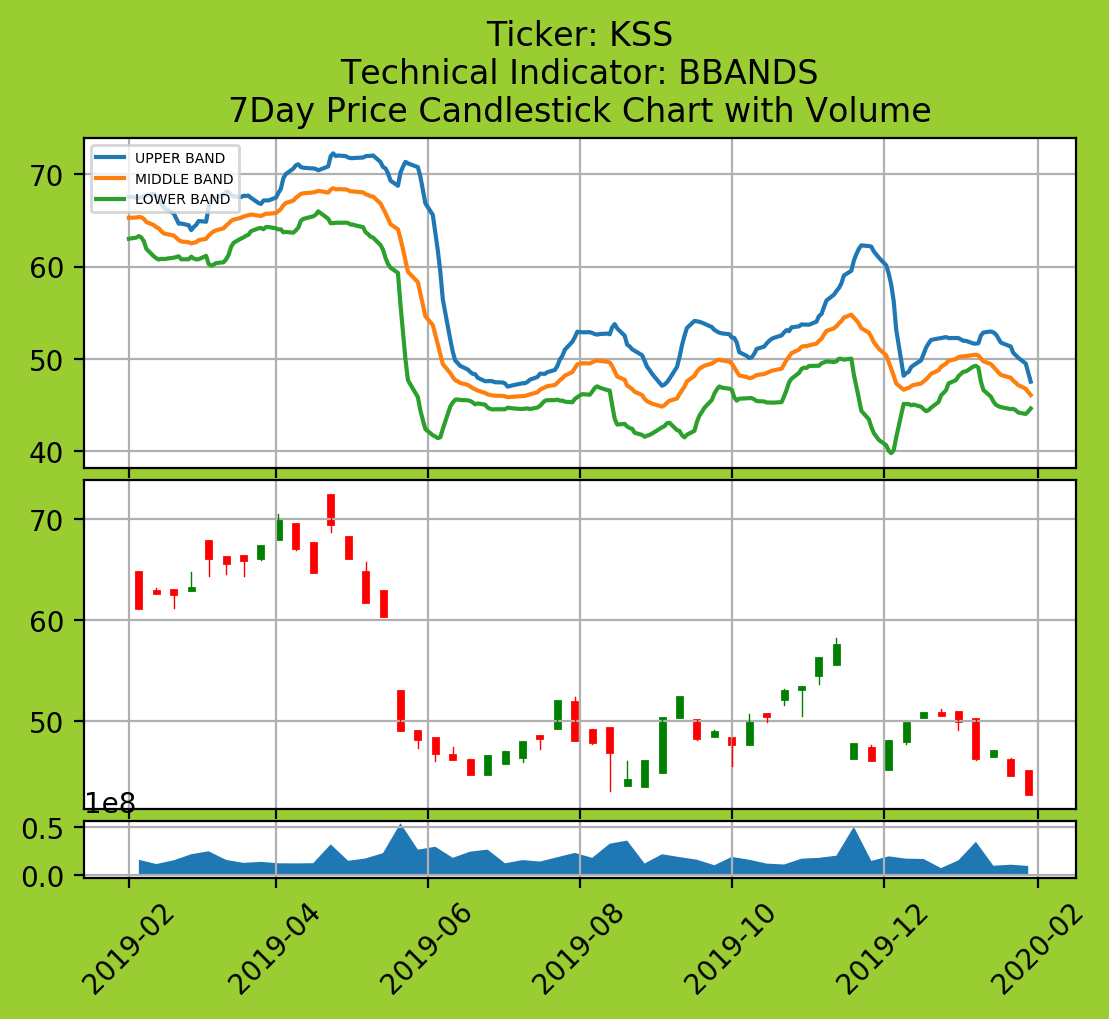 Ticker: KSS
Technical Indicator: BBANDS
7Day Price Candlestick Chart with Volume
UPPER BAND
MIDDLE BAND
LOWER BAND
70
60
50
40
70
60
50
1e8
0.5
0.0
2019-02
2019-04
2019-06
2019-08
2019-10
2019-12
2020-02